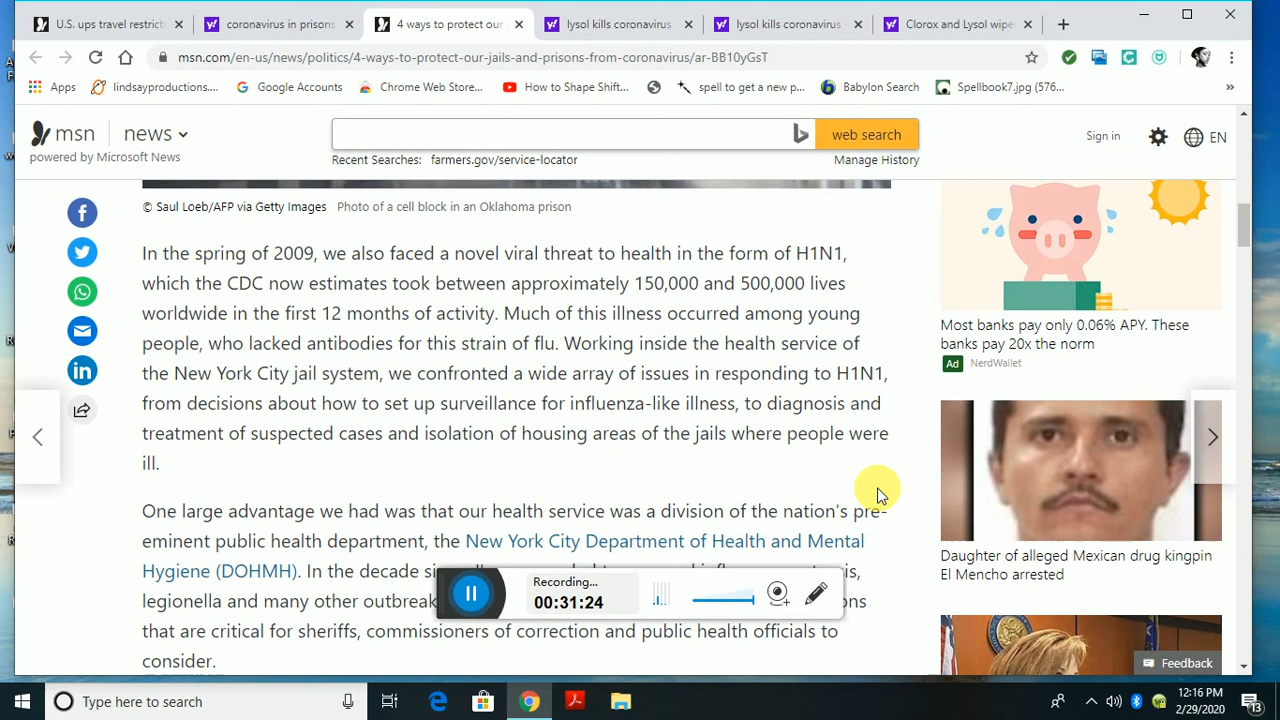 U.S. ups travel restrict
coronavirus in prisons
4 ways to protect our
lysol kills coronavirus
lysol kills coronavirus
Clorox and Lysol wipe
msn.com/en-us/news/politics/4-ways-to-protect-our-jails-and-prisons-from-coronavirus/ar-BB10yGsT
Apps
lindsayproductions....
Google Accounts
Chrome Web Store...
How to Shape Shift...
spell to get a new p...
Babylon Search
Spellbook7.jpg (576...
»
msn
news
powered by Microsoft News
web search
Sign in
EN
Recent Searches: farmers.gov/service-locator
Manage History
© Saul Loeb/AFP via Getty Images Photo of a cell block in an Oklahoma prison
In the spring of 2009, we also faced a novel viral threat to health in the form of H1N1,
which the CDC now estimates took between approximately 150,000 and 500,000 lives
worldwide in the first 12 months of activity. Much of this illness occurred among young
people, who lacked antibodies for this strain of flu. Working inside the health service of
the New York City Jail system, we confronted a wide array of issues in responding to H1N1,
from decisions about how to set up surveillance for influenza-like illness, to diagnosis and
treatment of suspected cases and isolation of housing areas of the jails where people were
ill.
One large advantage we had was that our health service was a division of the nation's pre-
eminent public health department, the New York City Department of Health and Mental
Hygiene (DOHMH). In the decade
legionella and many other outbreak
that are critical for sheriffs, commissioners of correction and public health officials to
consider.
Most banks pay only 0.06% APY. These
banks pay 20x the norm
Ad NerdWallet
Daughter of alleged Mexican drug kingpin
El Mencho arrested
Feedback
Recording...
00:31:24
Type here to search
12:16 PM
2/29/2020
13